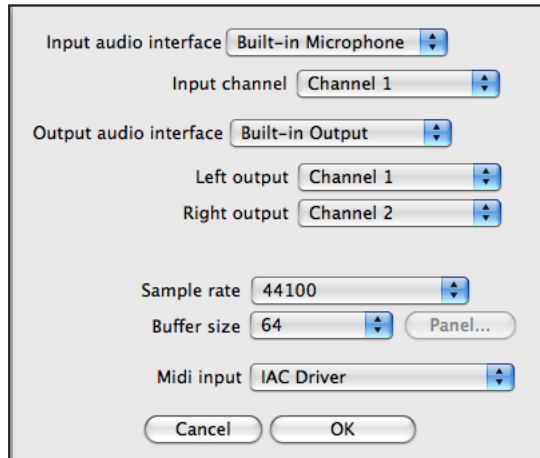 Input audio interface Built-in Microphone
Input channel Channel 1
Output audio interface Built-in Output
Left output Channel 1
Right output Channel 2
Sample rate 44100
Buffer size 64 Panel...
Midi input IAC Driver
Cancel OK